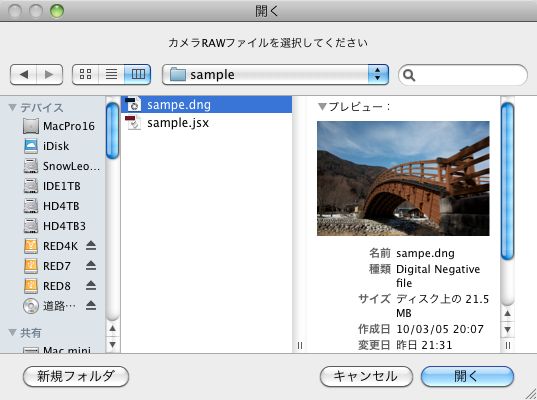 開く
カメラRAWファイルを選択してください
sample
デバイス
MacPro16
iDisk
SnowLeo...
IDE1TB
HD4TB
HD4TB3
RED4K
RED7
RED8
道路...
共有
Mac mini
sampe.dng
sample.jsx
プレビュー：
名前 sampe.dng
種類 Digital Negative
file
サイズ ディスク上の 21.5
MB
作成日 10/03/05 20:07
変更日 昨日 21:31
新規フォルダ
キャンセル
開く